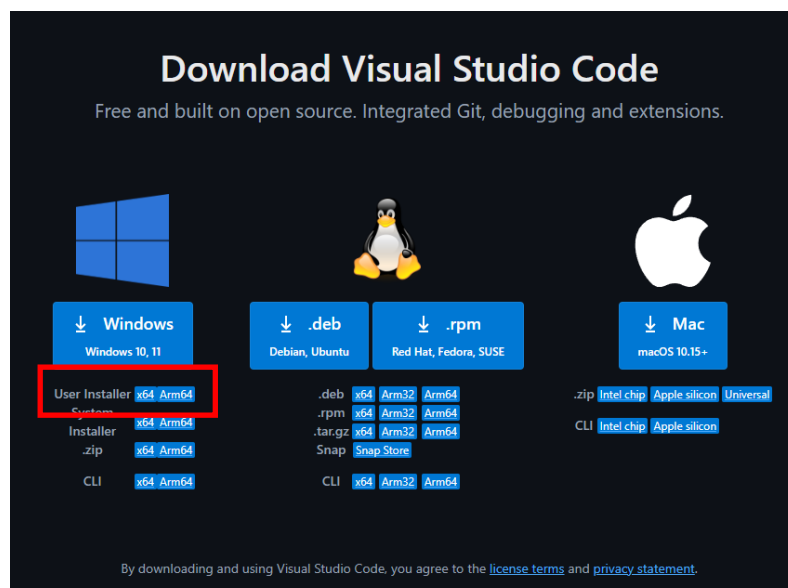 Download Visual Studio Code
Free and built on open source. Integrated Git, debugging and extensions.
Windows
Windows 10, 11
User Installer x64 Arm64
System
Installer x64 Arm64
.zip x64 Arm64
CLI x64 Arm64
.deb
Debian, Ubuntu
.rpm
Red Hat, Fedora, SUSE
.deb x64 Arm32 Arm64
.rpm x64 Arm32 Arm64
.tar.gz x64 Arm32 Arm64
Snap Snap Store
CLI x64 Arm32 Arm64
Mac
macOS 10.15+
.zip Intel chip Apple silicon Universal
CLI Intel chip Apple silicon
By downloading and using Visual Studio Code, you agree to the license terms and privacy statement.